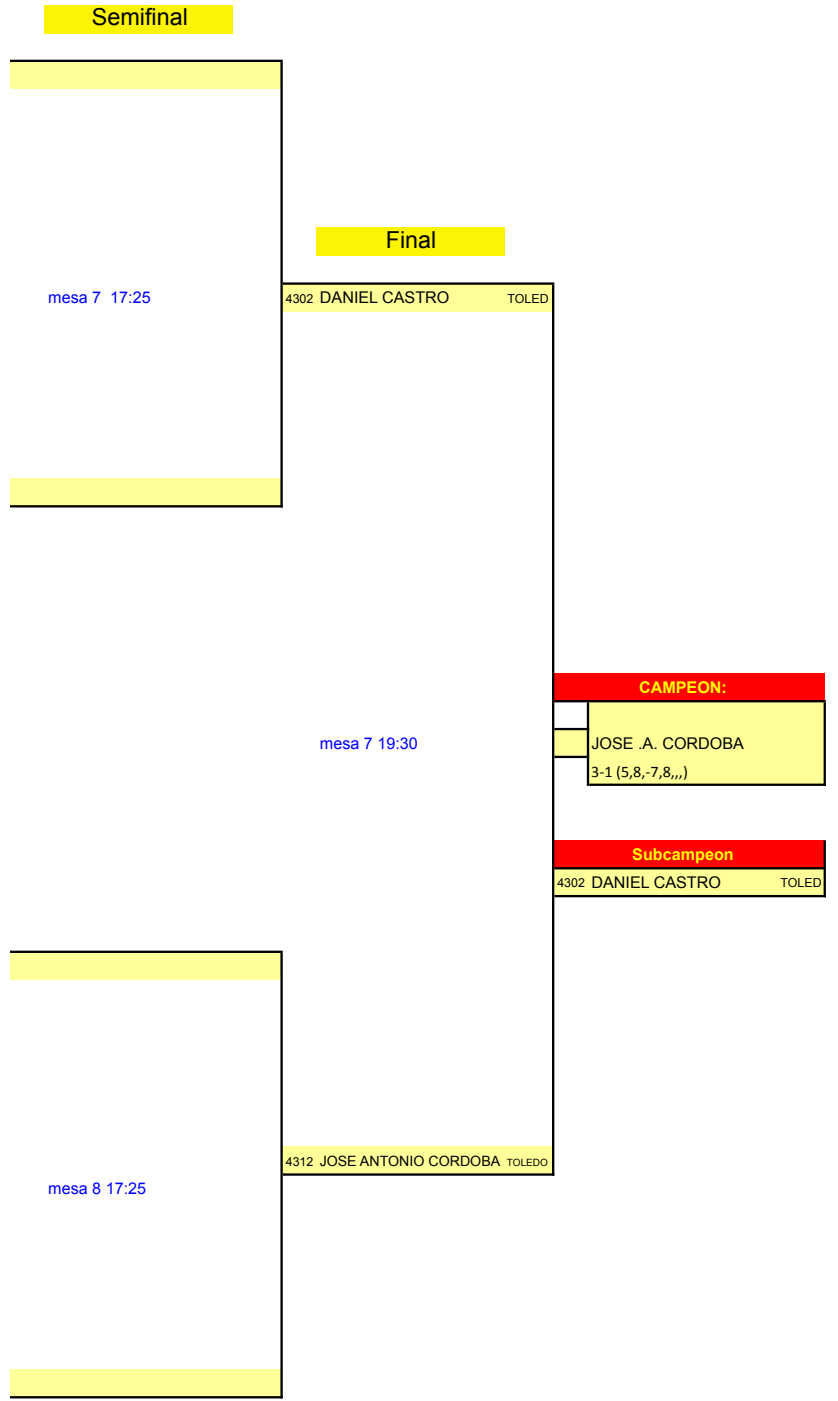 Semifinal
Final
mesa 7 17:25
4302 DANIEL CASTRO TOLED
CAMPEON:
mesa 7 19:30
JOSE .A. CORDOBA
3-1 (5,8,-7,8,,,)
Subcampeon
4302 DANIEL CASTRO TOLED
4312 JOSE ANTONIO CORDOBA TOLEDO
mesa 8 17:25